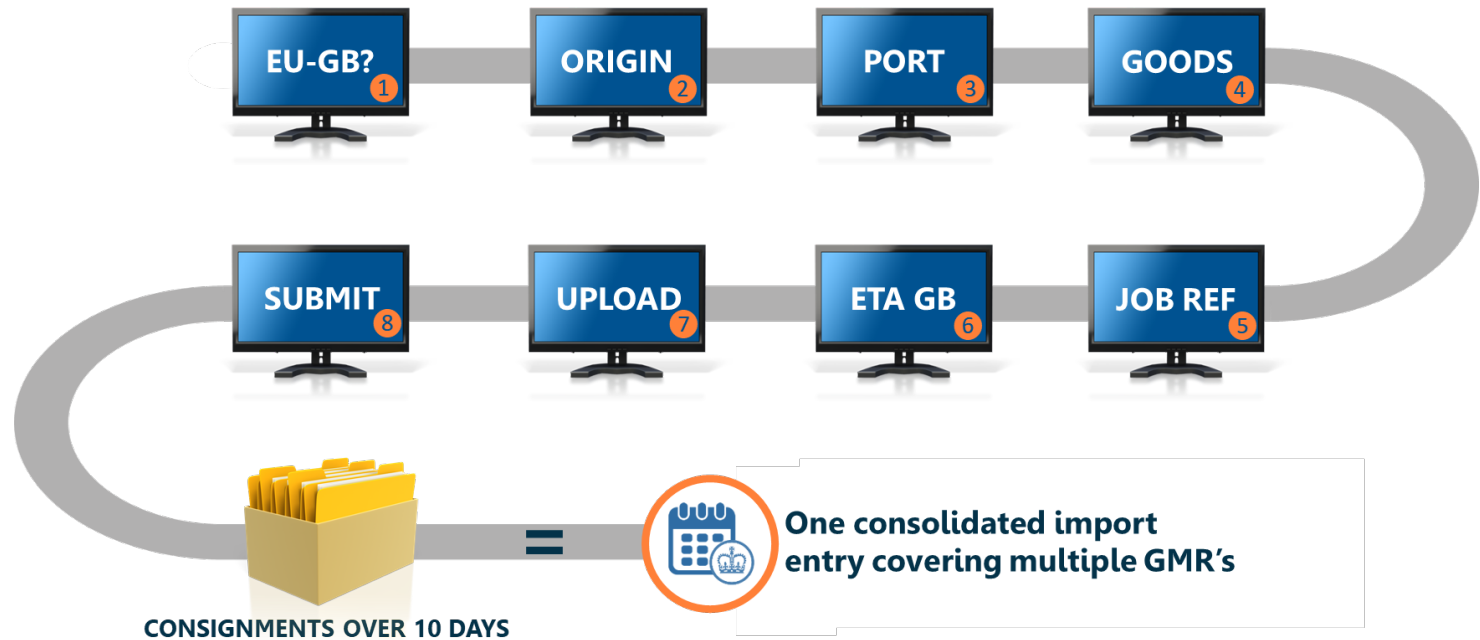 EU-GB?
1
ORIGIN
2
PORT
3
GOODS
4
JOB REF
5
ETA GB
6
UPLOAD
7
SUBMIT
8
CONSIGNMENTS OVER 10 DAYS
=
One consolidated import
entry covering multiple GMR's